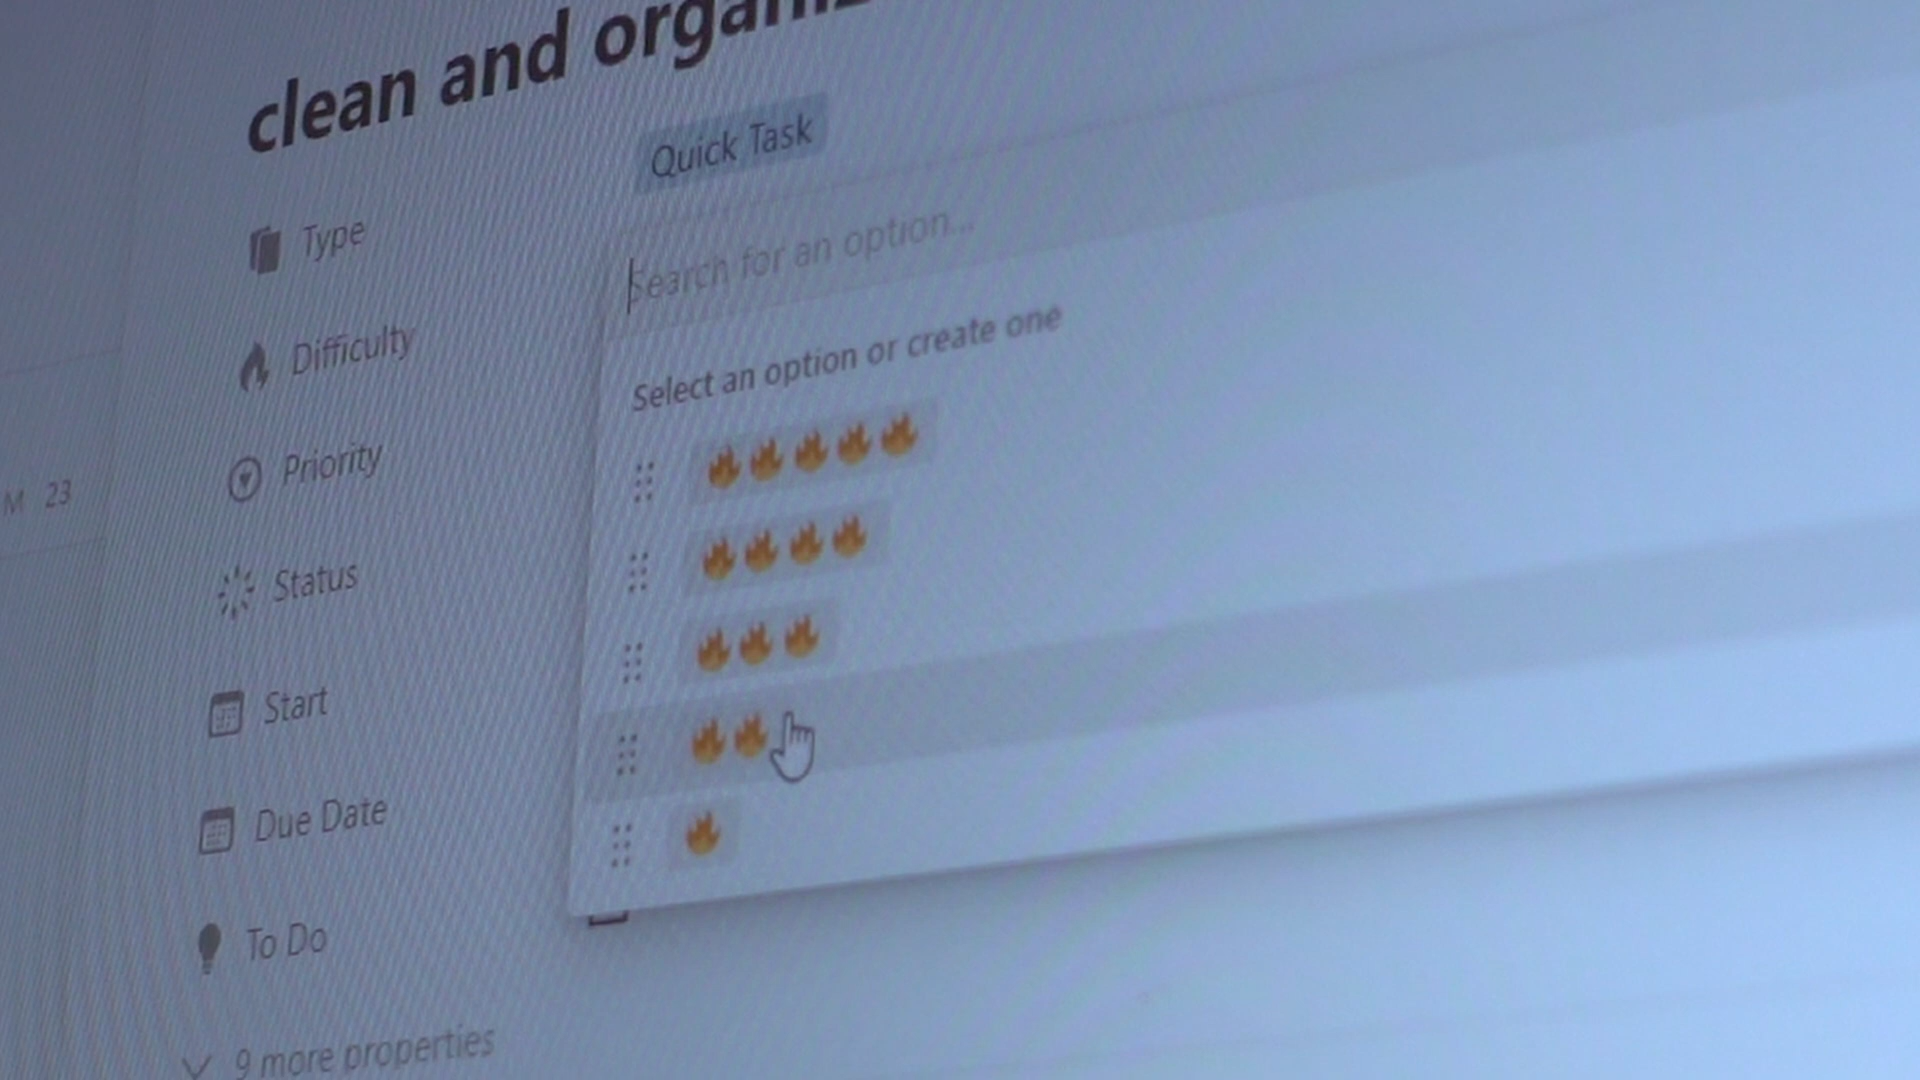 clean and
Quick Task
Type
Search for an option...
Difficulty
Select an option or create one
🔥🔥🔥🔥🔥
Priority
M 23
🔥🔥🔥🔥
Status
🔥🔥🔥
Start
🔥🔥
Due Date
🔥
To Do
9 more properties